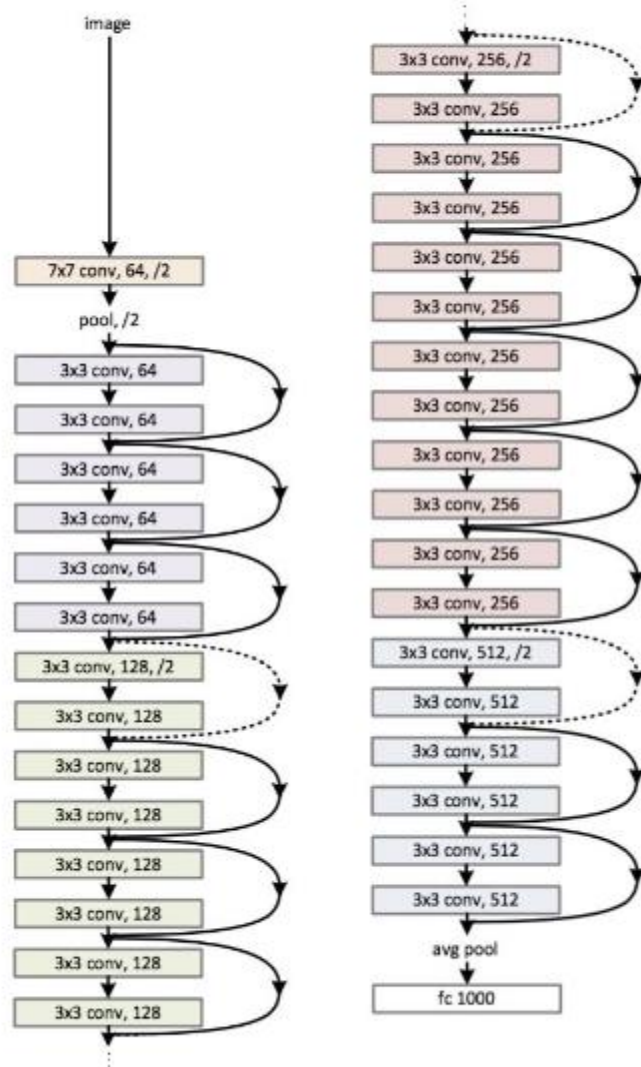 image
7x7 conv, 64, /2
pool, /2
3x3 conv, 64
3x3 conv, 64
3x3 conv, 64
3x3 conv, 64
3x3 conv, 64
3x3 conv, 64
3x3 conv, 128, /2
3x3 conv, 128
3x3 conv, 128
3x3 conv, 128
3x3 conv, 128
3x3 conv, 128
3x3 conv, 128
3x3 conv, 128
3x3 conv, 256, /2
3x3 conv, 256
3x3 conv, 256
3x3 conv, 256
3x3 conv, 256
3x3 conv, 256
3x3 conv, 256
3x3 conv, 256
3x3 conv, 256
3x3 conv, 256
3x3 conv, 256
3x3 conv, 256
3x3 conv, 512, /2
3x3 conv, 512
3x3 conv, 512
3x3 conv, 512
3x3 conv, 512
3x3 conv, 512
avg pool
fc 1000